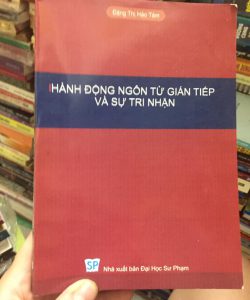 Đặng Thị Hảo Tâm
HÀNH ĐỘNG NGÔN TỪ GIÁN TIẾP
VÀ SỰ TRI NHẬN
SP
Nhà xuất bản Đại Học Sư Phạm